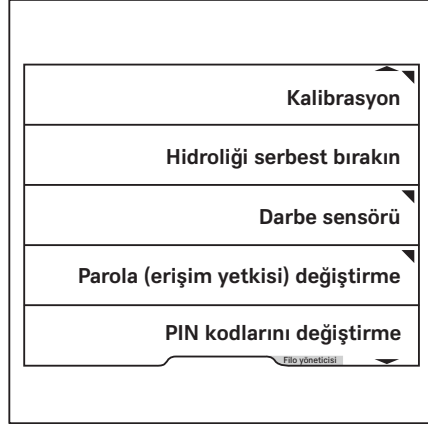 Kalibrasyon
Hidroliği serbest bırakın
Darbe sensörü
Parola (erişim yetkisi) değiştirme
PIN kodlarını değiştirme
Filo yöneticisi